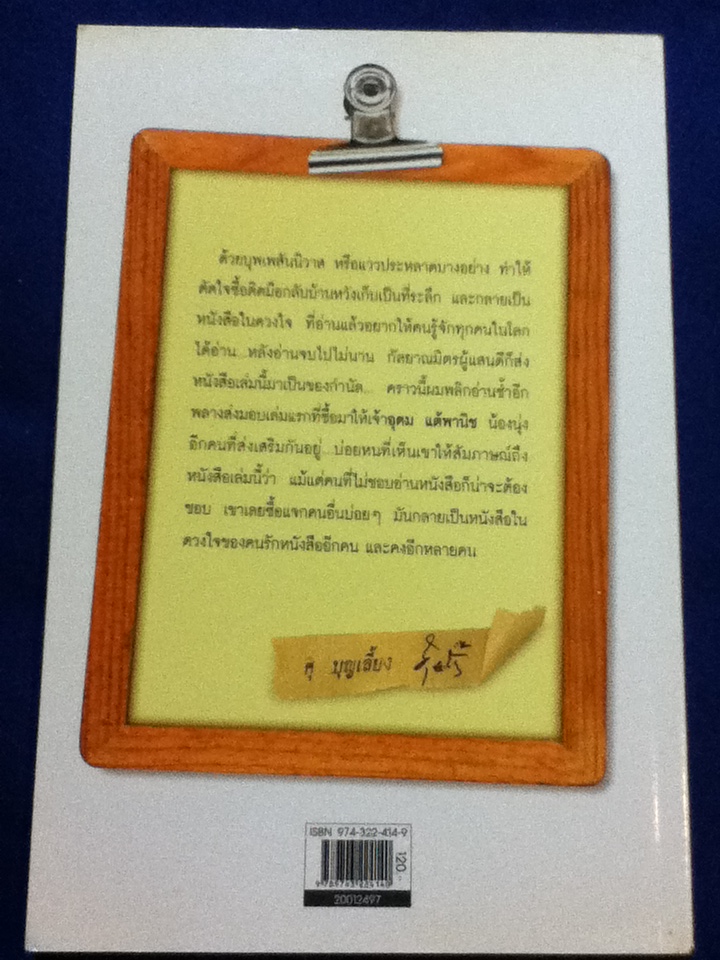 ด้วยบุพเพสันนิวาส หรือแววประหลาดบางอย่าง ทำให้
ตัดใจซื้อติดมือกลับบ้านหวังเก็บเป็นที่ระลึก และกลายเป็น
หนังสือในดวงใจ ที่อ่านแล้วอยากให้คนรู้จักทุกคนในโลก
ได้อ่าน...หลังอ่านจบไปไม่นาน กัลยาณมิตรผู้แสนดีก็ส่ง
หนังสือเล่มนี้มาเป็นของกำนัล... คราวนี้ผมพลิกอ่านซ้ำอีก
พลางส่งมอบเล่มแรกที่ซื้อมาให้เจ้าอุดม แต้พานิช น้องนุ่ง
อีกคนที่ส่งเสริมกันอยู่...บ่อยหนที่เห็นเขาให้สัมภาษณ์ถึง
หนังสือเล่มนี้ว่า แม้แต่คนที่ไม่ชอบอ่านหนังสือก็น่าจะต้อง
ชอบ เขาเลยซื้อแจกคนอื่นบ่อยๆ มันกลายเป็นหนังสือใน
ดวงใจของคนรักหนังสืออีกคน และคงอีกหลายคน
ศุ บุญเลี้ยง
ISBN 974-322-414-9
120.-
9 789743 224140
20012497